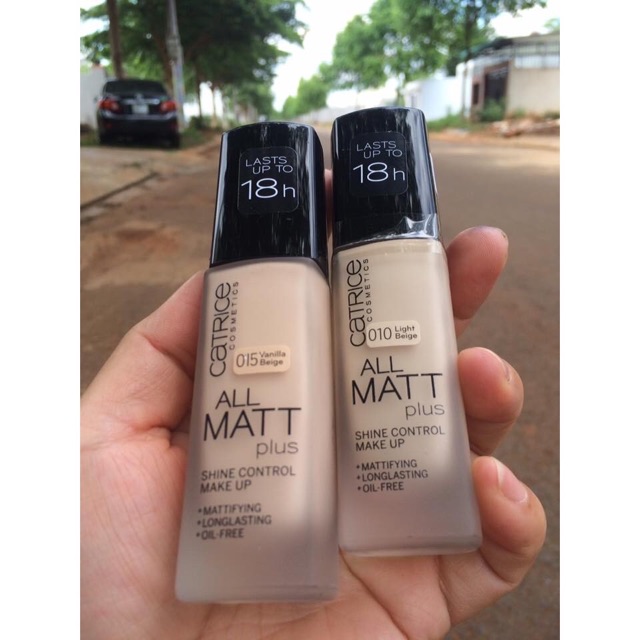 LASTS
UP TO
18h
CATRICE
COSMETICS
015 Vanilla
Beige
ALL
MATT
plus
SHINE CONTROL
MAKE UP
+MATTIFYING
+LONGLASTING
+OIL-FREE
LASTS
UP TO
18h
CATRICE
COSMETICS
010 Light
Beige
ALL
MATT
plus
SHINE CONTROL
MAKE UP
+MATTIFYING
+LONGLASTING
+OIL-FREE